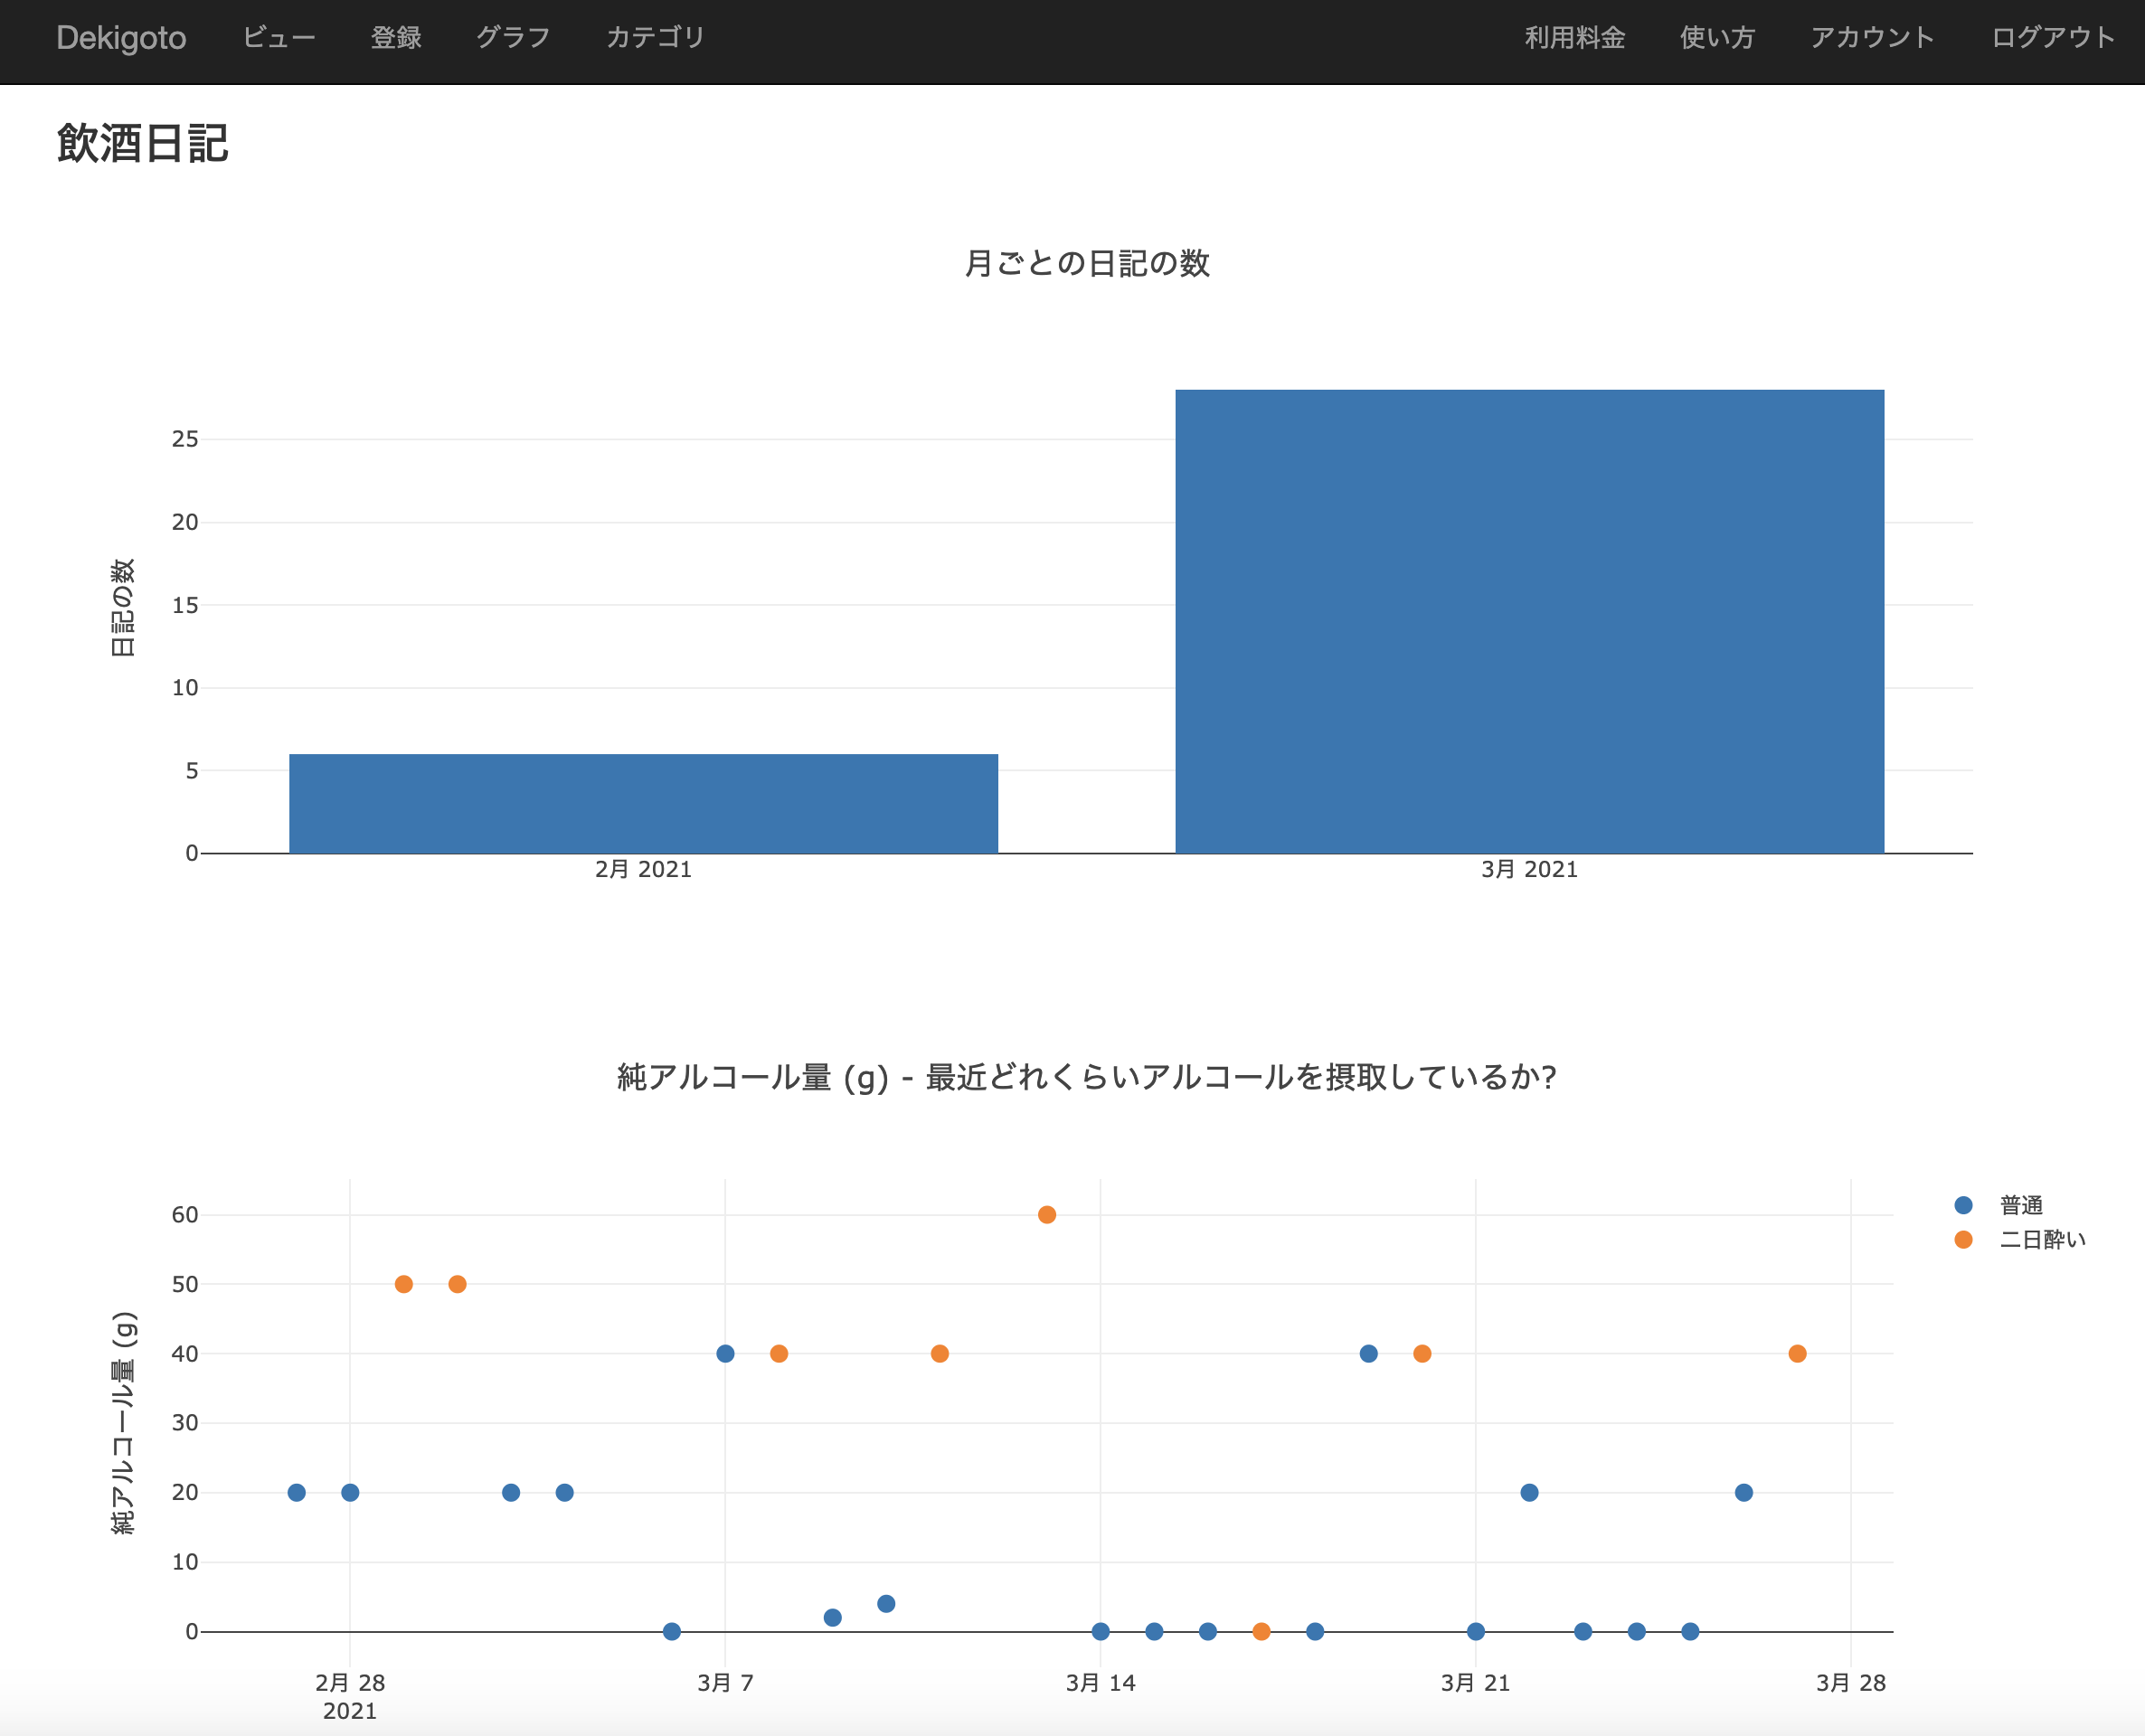 Dekigoto ビュー 登録 グラフ カテゴリ 利用料金 使い方 アカウント ログアウト
飲酒日記
月ごとの日記の数
日記の数
25
20
15
10
5
0
2月 2021 3月 2021
純アルコール量 (g) - 最近どれくらいアルコールを摂取しているか?
純アルコール量 (g)
60
50
40
30
20
10
0
普通
二日酔い
2月 28 3月 7 3月 14 3月 21 3月 28
2021